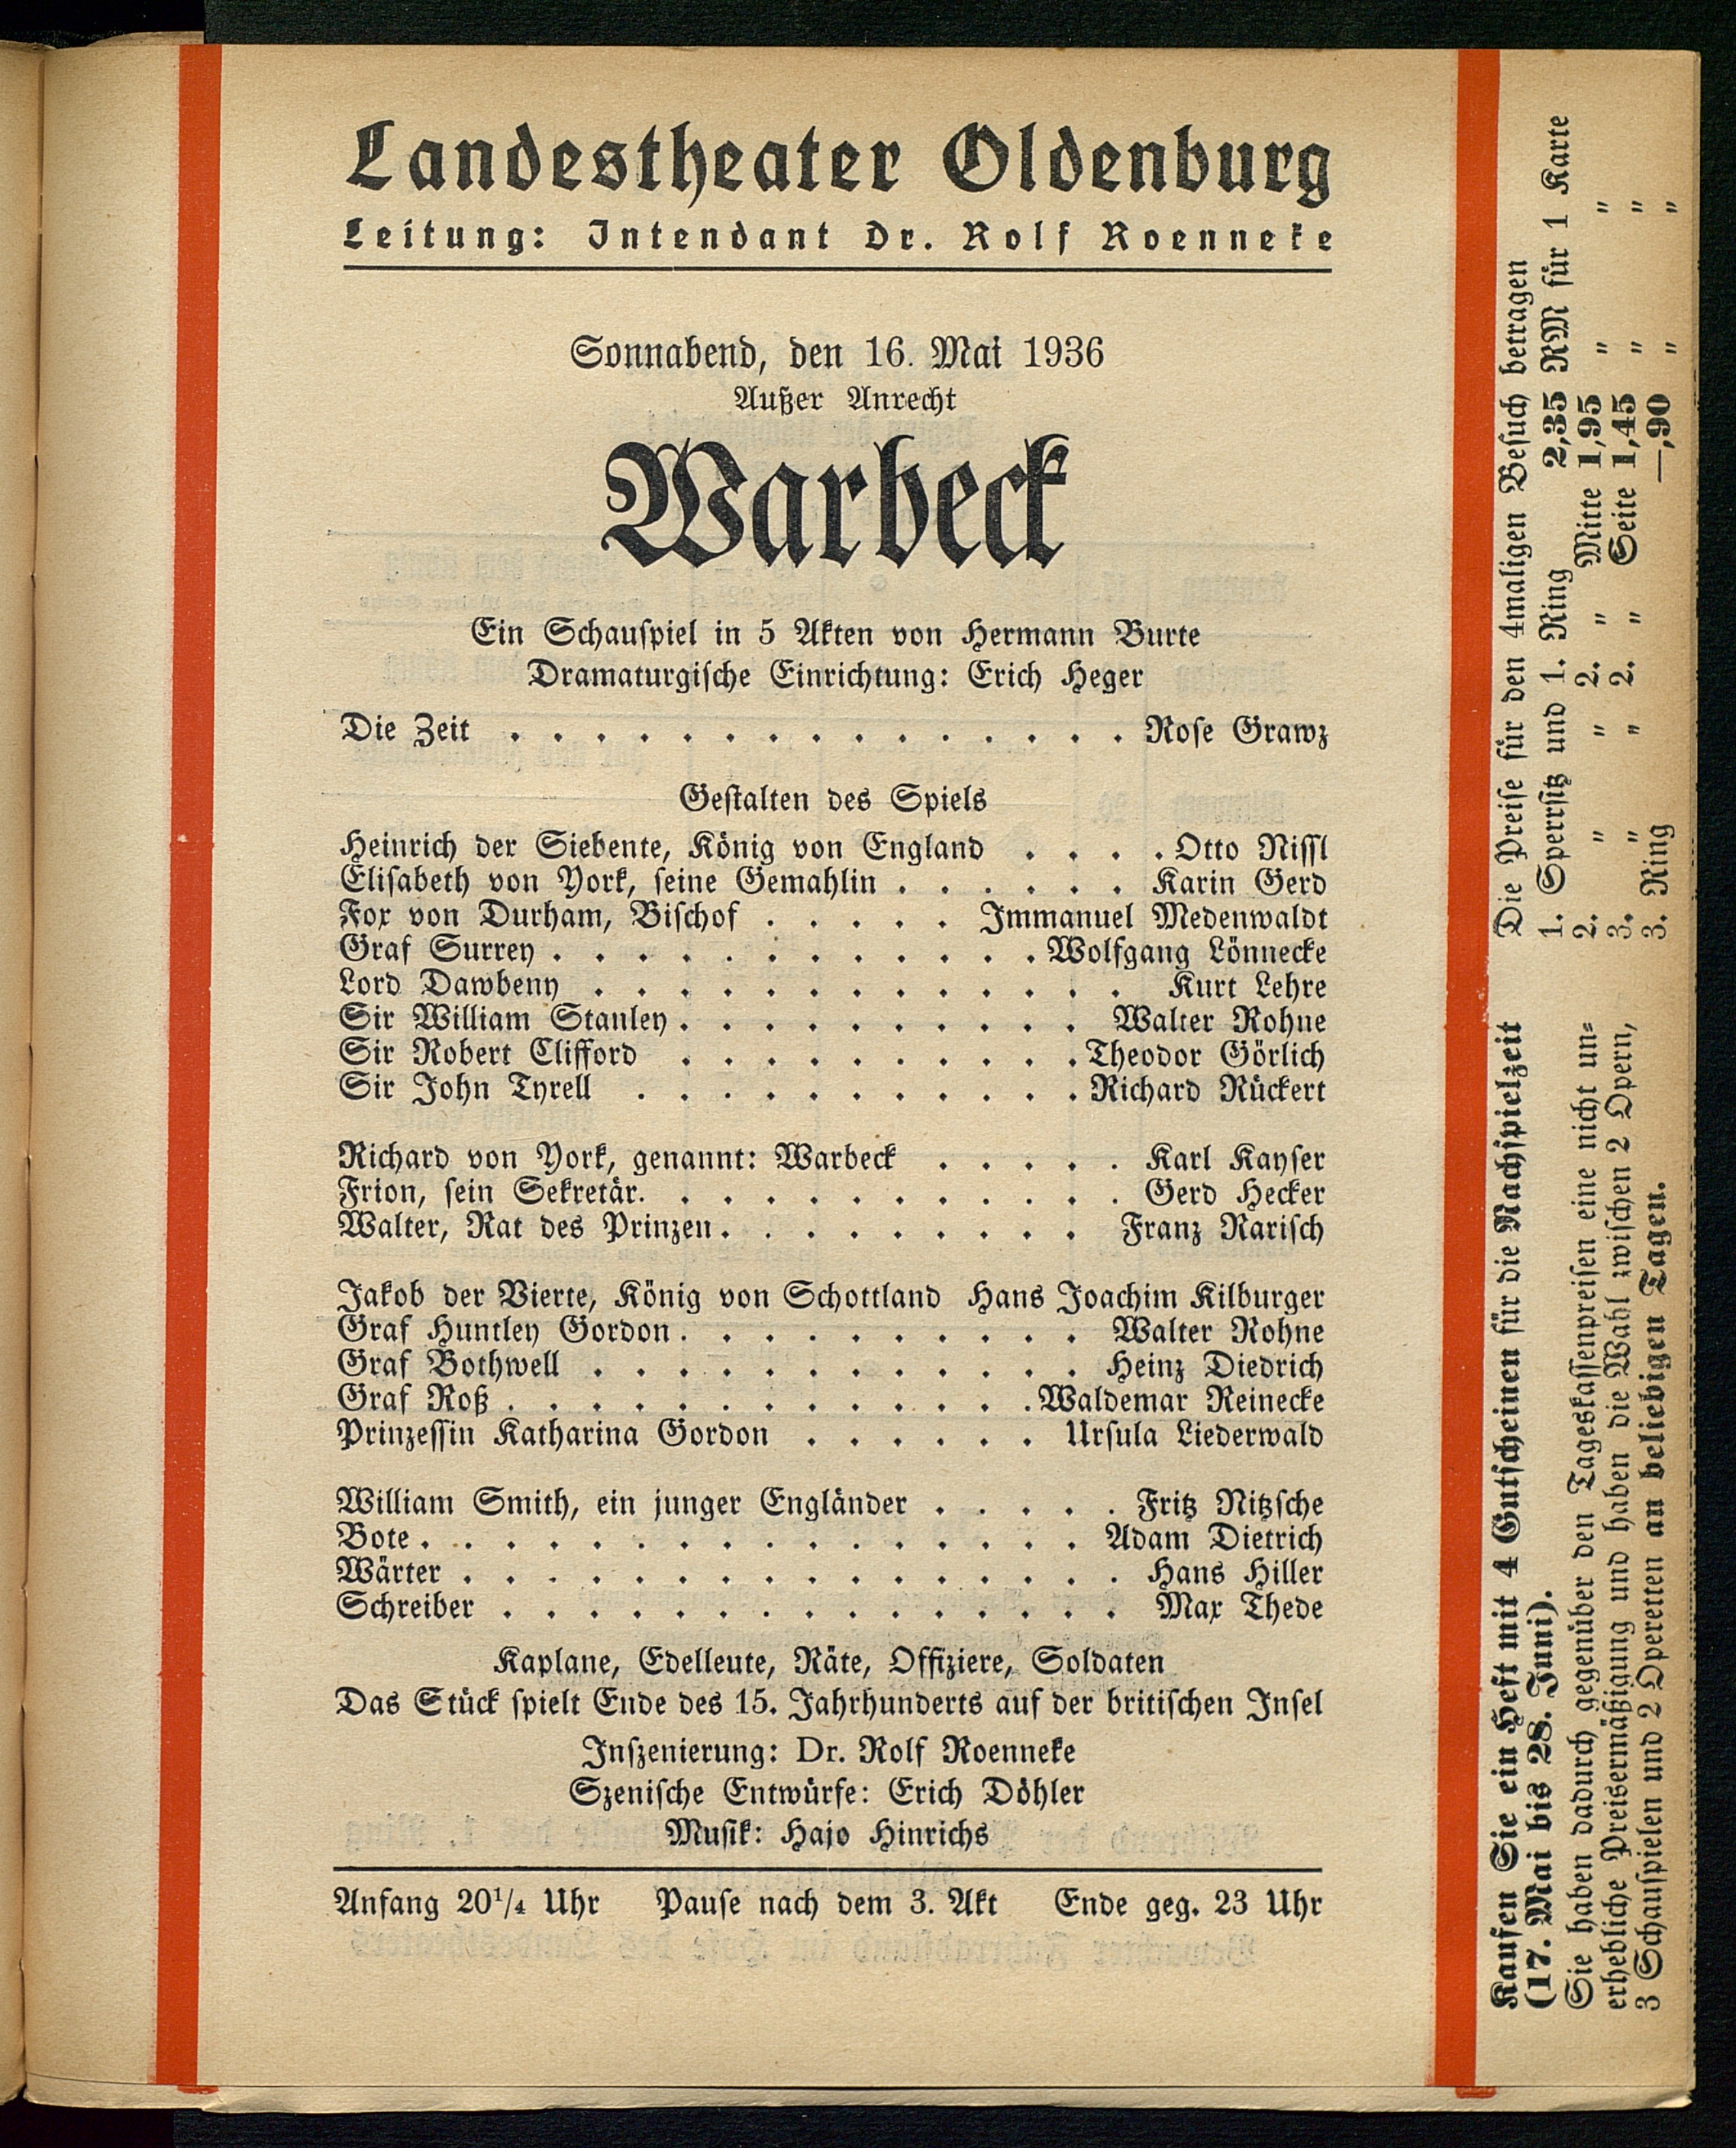 Landestheater Oldenburg
Leitung: Intendant Dr. Rolf Roenneke
Sonnabend, den 16. Mai 1936
Außer Anrecht
Warbeck
Ein Schauspiel in 5 Akten von Hermann Burte
Dramaturgische Einrichtung: Erich Heger
Die Zeit . . . . . . . . . . . . . . . Rose Grawz
Gestalten des Spiels
Heinrich der Siebente, König von England . . . . Otto Nissl
Elisabeth von York, seine Gemahlin . . . . . . Karin Gerd
Fox von Durham, Bischof . . . . . Immanuel Medenwaldt
Graf Surrey . . . . . . . . . . . . Wolfgang Lönnecke
Lord Dawbeny . . . . . . . . . . . . . Kurt Lehre
Sir William Stanley . . . . . . . . . . Walter Rohne
Sir Robert Clifford . . . . . . . . . . Theodor Görlich
Sir John Tyrell . . . . . . . . . . . Richard Rückert
Richard von York, genannt: Warbeck . . . . . Karl Kayser
Frion, sein Sekretär. . . . . . . . . . . . Gerd Hecker
Walter, Rat des Prinzen . . . . . . . . . Franz Rarisch
Jakob der Vierte, König von Schottland Hans Joachim Kilburger
Graf Huntley Gordon . . . . . . . . . . Walter Rohne
Graf Bothwell . . . . . . . . . . . . Heinz Diedrich
Graf Roß . . . . . . . . . . . . . Waldemar Reinecke
Prinzessin Katharina Gordon . . . . . . Ursula Liederwald
William Smith, ein junger Engländer . . . . . Fritz Nitzsche
Bote . . . . . . . . . . . . . . . . Adam Dietrich
Wärter . . . . . . . . . . . . . . . . Hans Hiller
Schreiber . . . . . . . . . . . . . . . Max Thede
Kaplane, Edelleute, Räte, Offiziere, Soldaten
Das Stück spielt Ende des 15. Jahrhunderts auf der britischen Insel
Inszenierung: Dr. Rolf Roenneke
Szenische Entwürfe: Erich Döhler
Musik: Hajo Hinrichs
Anfang 20¼ Uhr Pause nach dem 3. Akt Ende geg. 23 Uhr
Kaufen Sie ein Heft mit 4 Gutscheinen für die Nachspielzeit
(17. Mai bis 28. Juni).
Sie haben dadurch gegenüber den Tageskassenpreisen eine nicht un-
erhebliche Preisermäßigung und haben die Wahl zwischen 2 Opern,
3 Schauspielen und 2 Operetten an beliebigen Tagen.
Die Preise für den 4maligen Besuch betragen
1. Sperrsitz und 1. Ring 2,35 RM für 1 Karte
2. " " 2. " Mitte 1,95 " "
3. " " 2. " Seite 1,45 " "
3. Ring —,90 " "